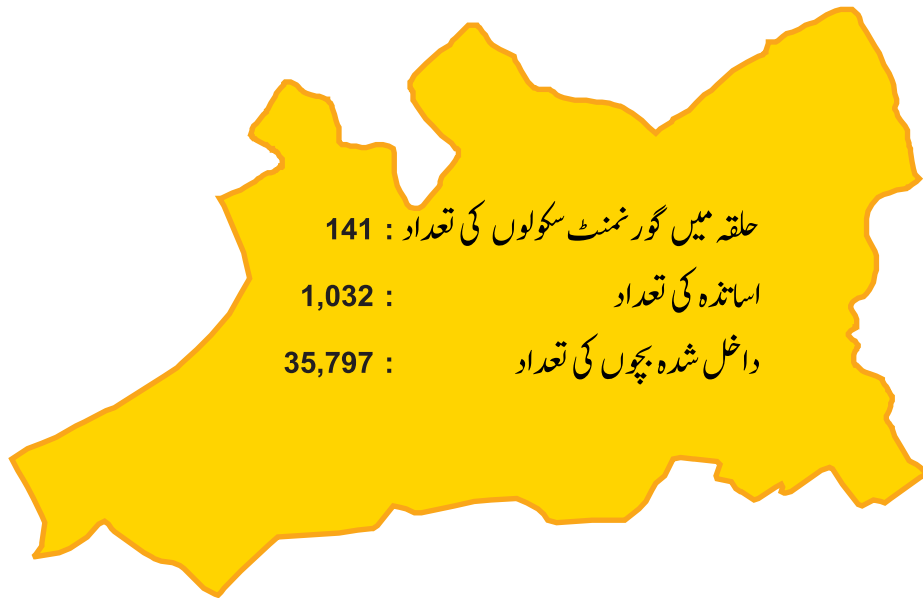 حلقہ میں گورنمنٹ سکولوں کی تعداد : 141
اساتذہ کی تعداد : 1,032
داخل شدہ بچوں کی تعداد : 35,797